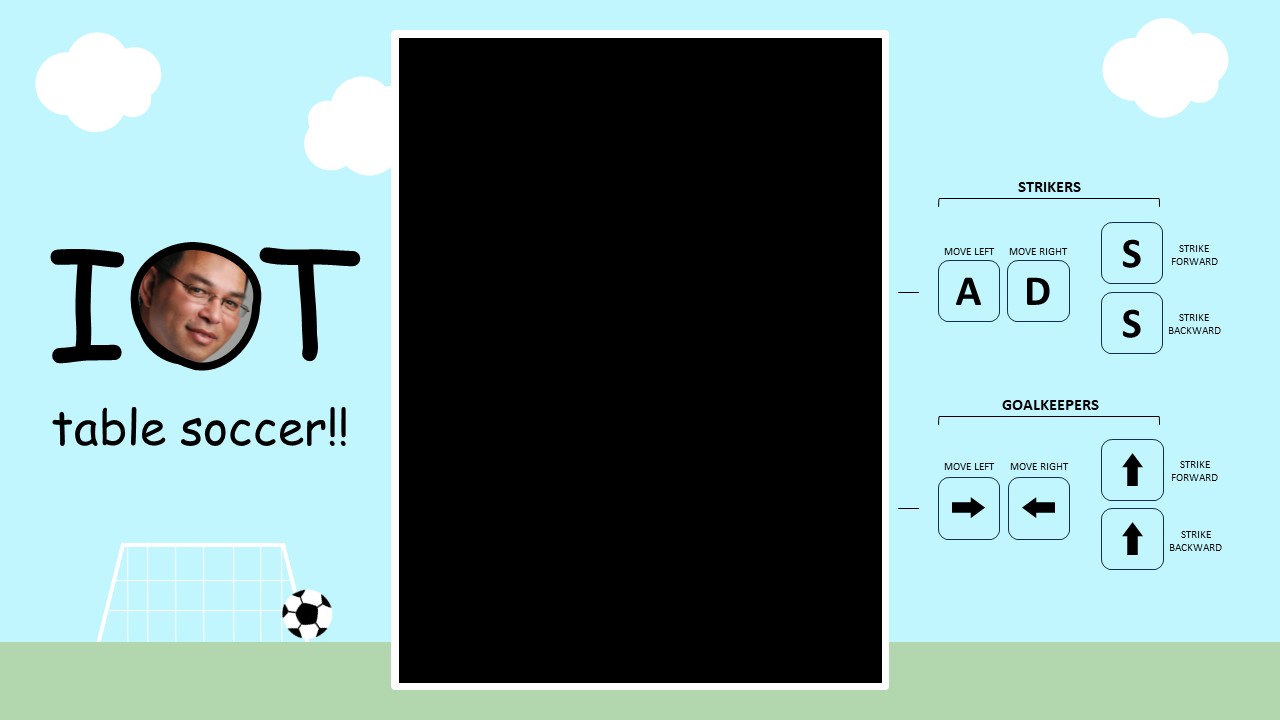 IOT
table soccer!!
STRIKERS
MOVE LEFT MOVE RIGHT
A D
S
STRIKE
FORWARD
S
STRIKE
BACKWARD
GOALKEEPERS
MOVE LEFT MOVE RIGHT
STRIKE
FORWARD
STRIKE
BACKWARD